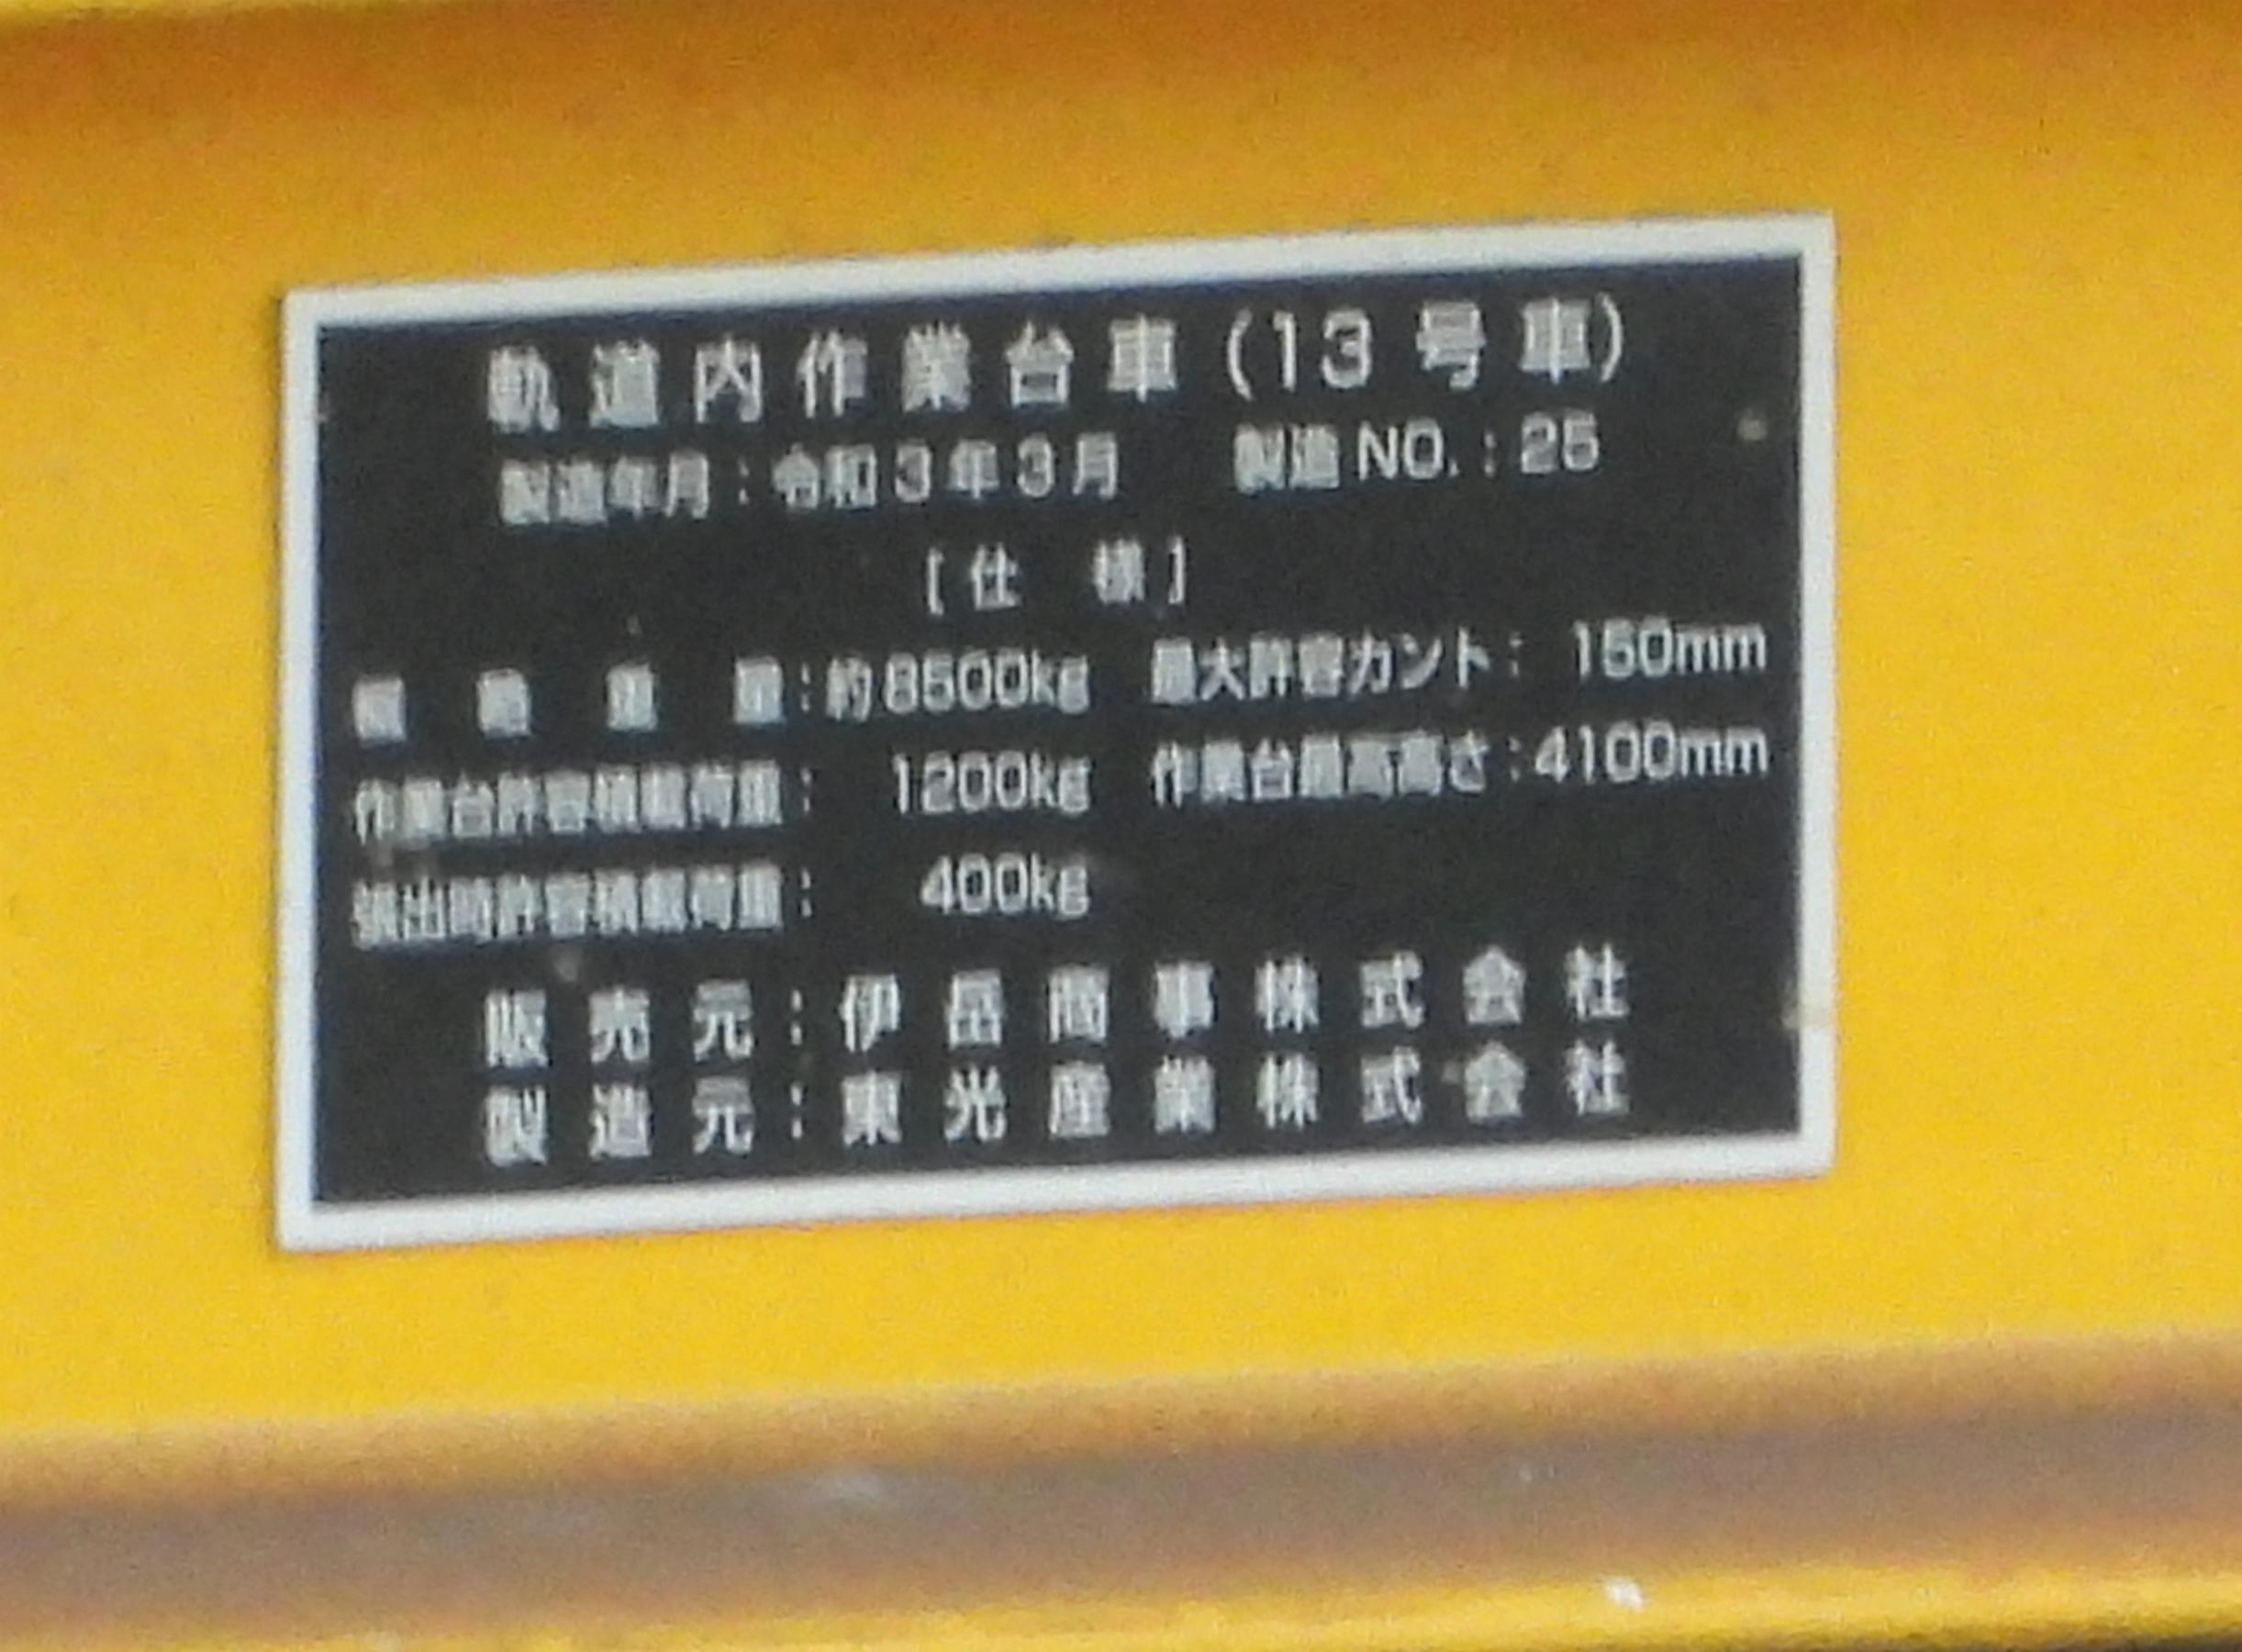 軌道内作業台車(13号車)
製造年月:令和3年3月 製造NO.:25
[仕 様]
重 量:約8500kg 最大許容カント: 150mm
作業台許容積載荷重: 1200kg 作業台最高高さ:4100mm
張出時許容積載荷重: 400kg
販売元:伊岳商事株式会社
製造元:東光産業株式会社